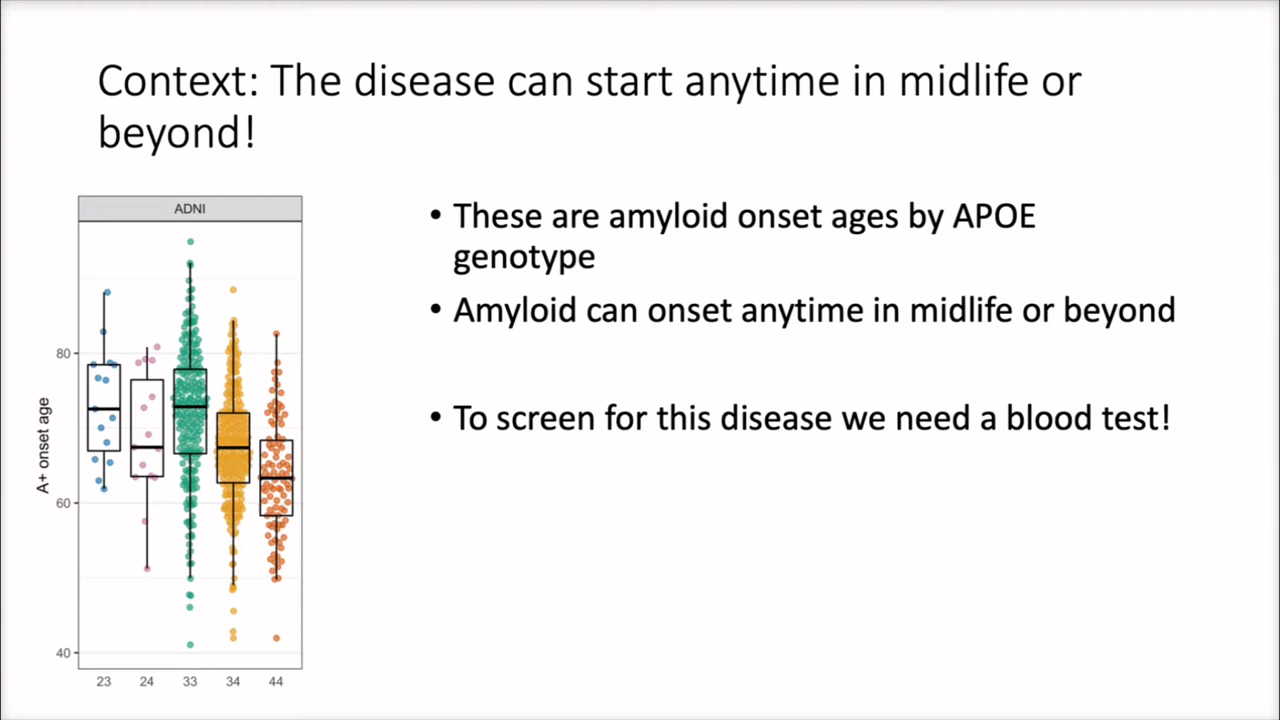 Context: The disease can start anytime in midlife or
beyond!
ADNI
A+ onset age
80
60
40
23 24 33 34 44
• These are amyloid onset ages by APOE
genotype
• Amyloid can onset anytime in midlife or beyond
• To screen for this disease we need a blood test!